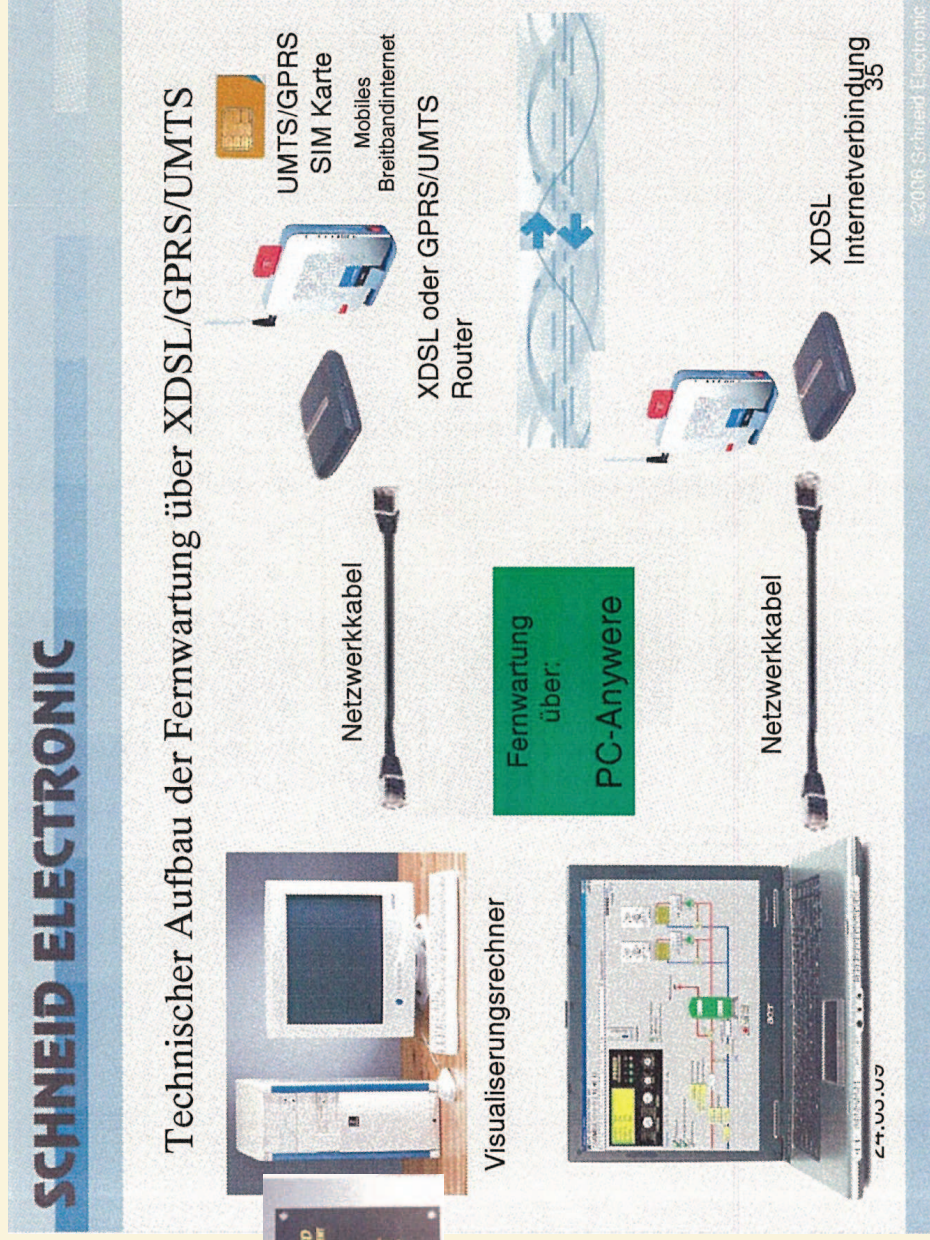 SCHNEID ELECTRONIC
Technischer Aufbau der Fernwartung über XDSL/GPRS/UMTS
UMTS/GPRS
SIM Karte
Mobiles
Breitbandinternet
Netzwerkkabel
XDSL oder GPRS/UMTS
Router
Visualiserungsrechner
Fernwartung
über:
PC-Anywere
acer
Netzwerkkabel
XDSL
Internetverbindung
35
©2006 Schneid Electronic